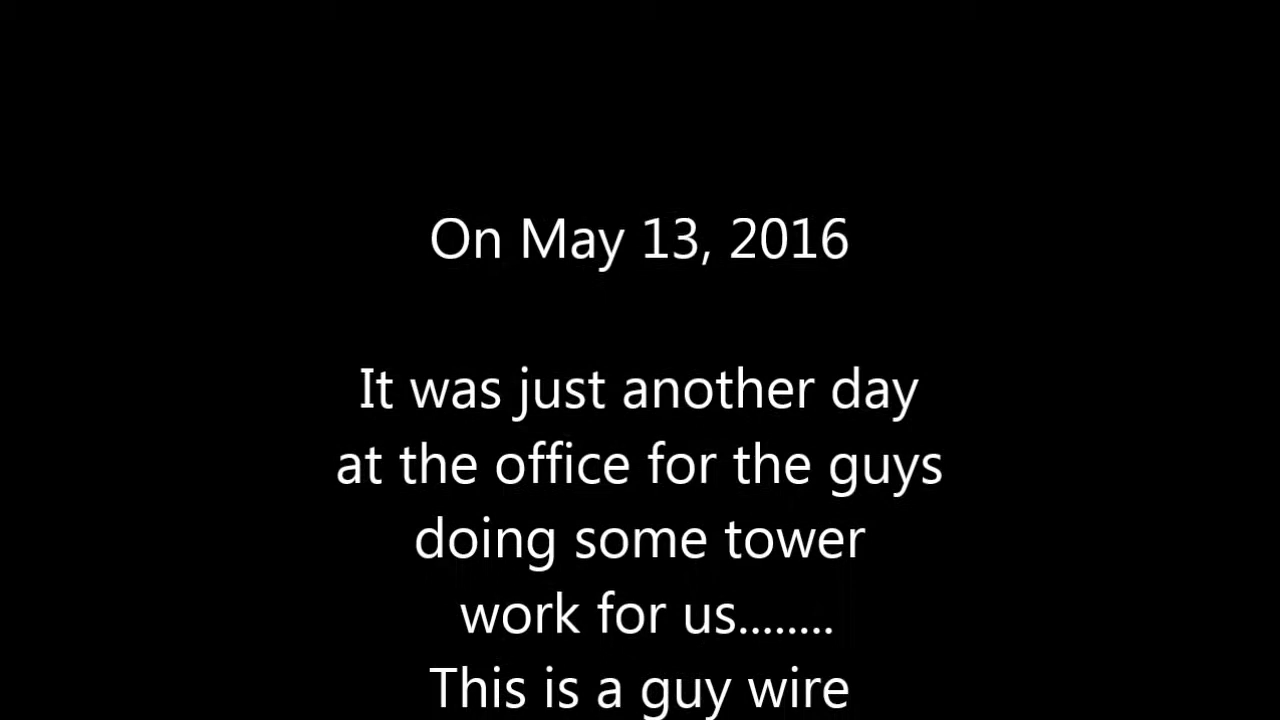 On May 13, 2016
It was just another day
at the office for the guys
doing some tower
work for us........
This is a guy wire